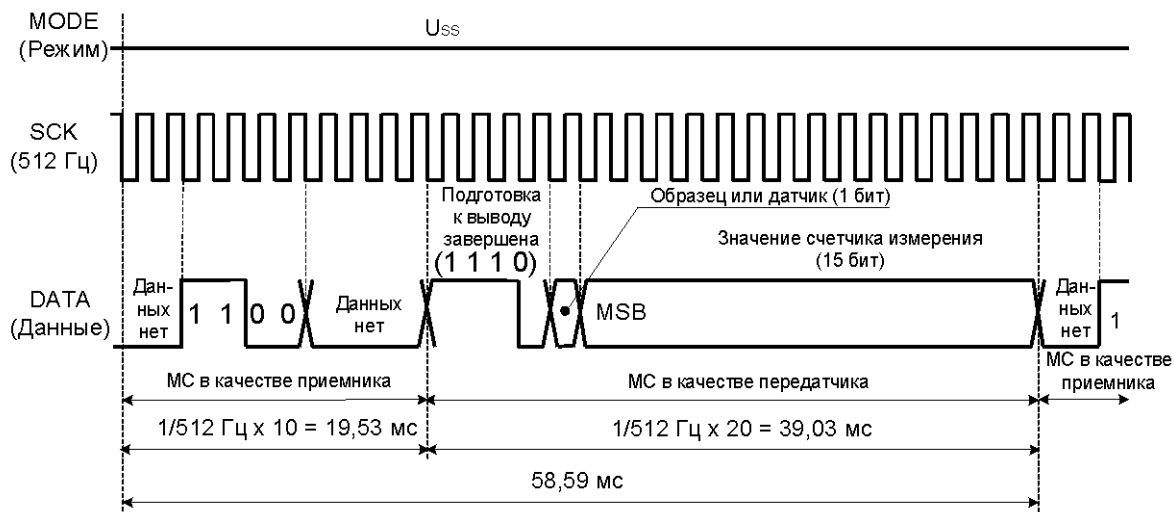 MODE
(Режим)
Uss
SCK
(512 Гц)
Подготовка
к выводу
завершена
(1 1 1 0)
Образец или датчик (1 бит)
Значение счетчика измерения
(15 бит)
DATA
(Данные)
Дан-
ных
нет
1 1 0 0
Данных
нет
MSB
Дан-
ных
нет
1
МС в качестве приемника
МС в качестве передатчика
МС в качестве
приемника
1/512 Гц x 10 = 19,53 мс
1/512 Гц x 20 = 39,03 мс
58,59 мс